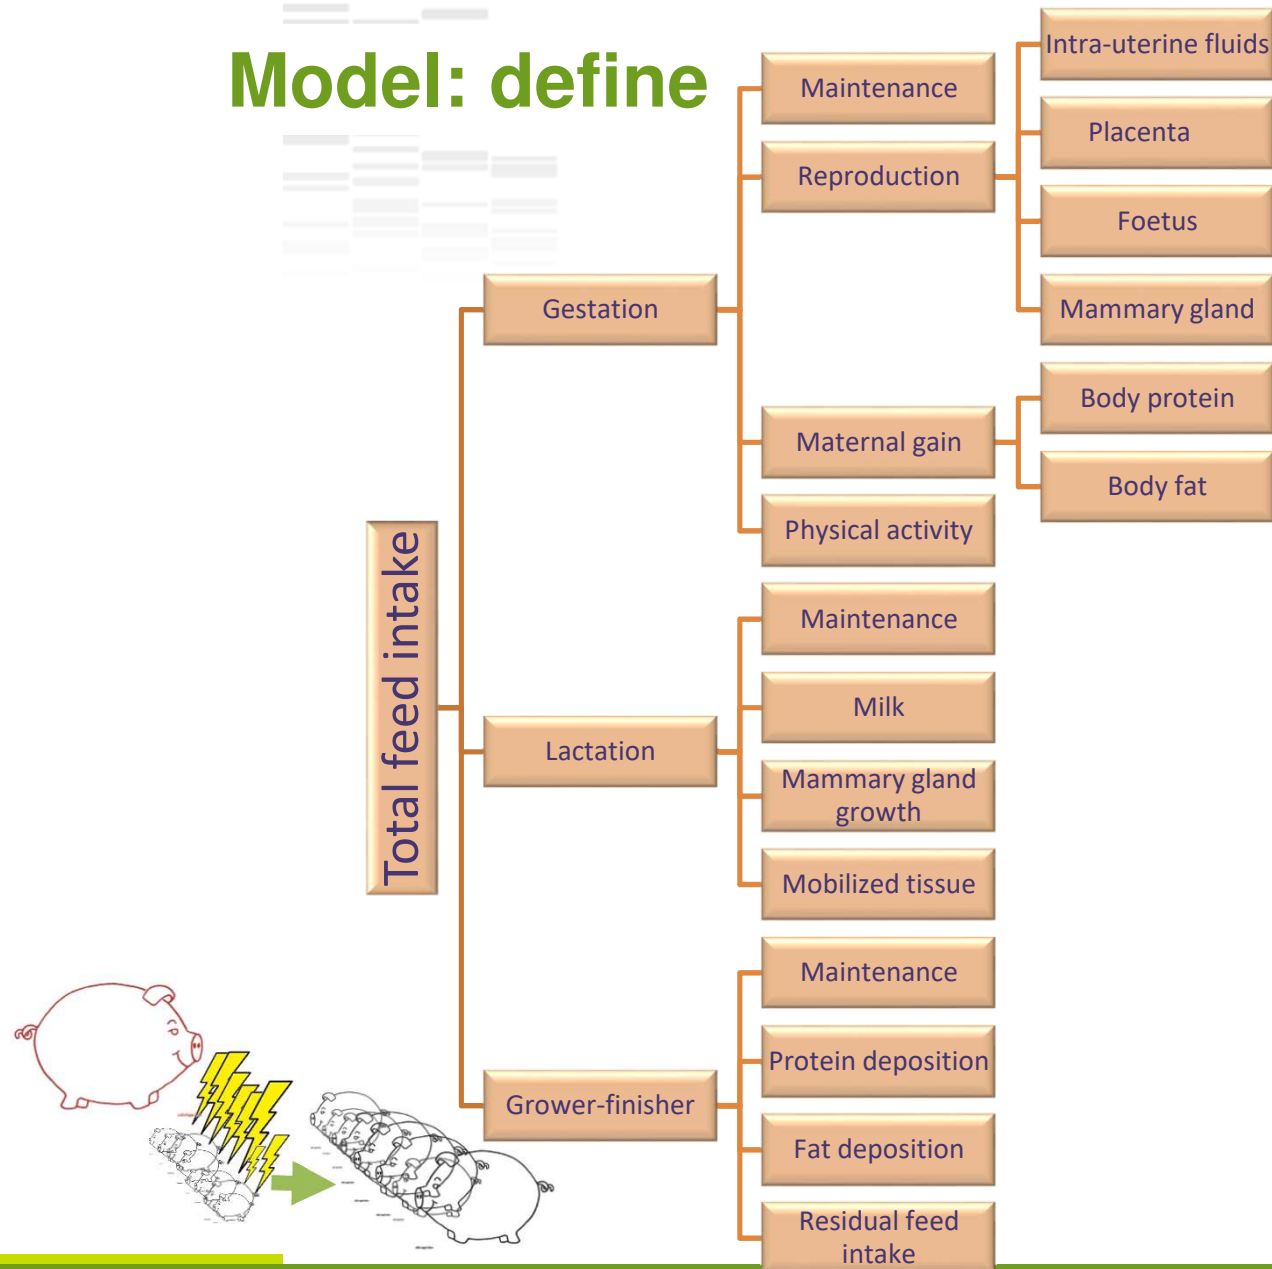 Model: define
Total feed intake
Gestation
Maintenance
Reproduction
Intra-uterine fluids
Placenta
Foetus
Mammary gland
Maternal gain
Body protein
Body fat
Physical activity
Lactation
Maintenance
Milk
Mammary gland
growth
Mobilized tissue
Grower-finisher
Maintenance
Protein deposition
Fat deposition
Residual feed
intake